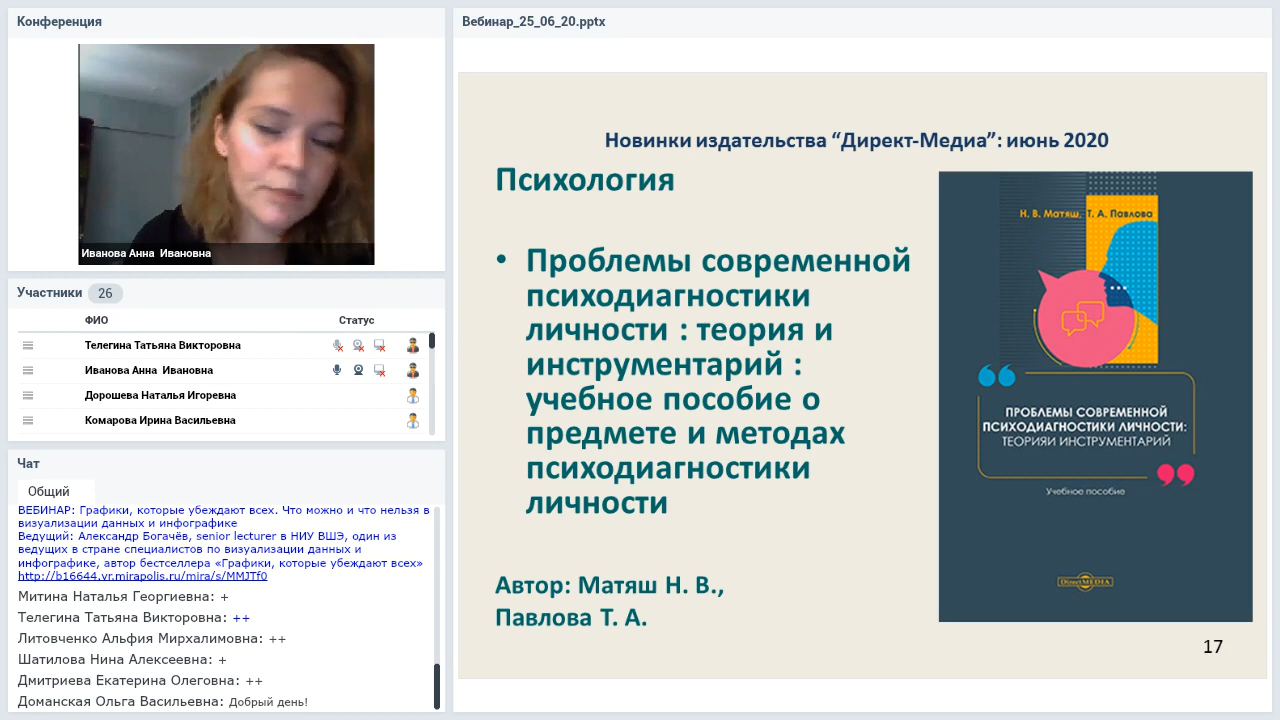 Конференция
Иванова Анна Ивановна
Участники 26
ФИО Статус
Телегина Татьяна Викторовна
Иванова Анна Ивановна
Дорошева Наталья Игоревна
Комарова Ирина Васильевна
Чат
Общий
ВЕБИНАР: Графики, которые убеждают всех. Что можно и что нельзя в
визуализации данных и инфографике
Ведущий: Александр Богачёв, senior lecturer в НИУ ВШЭ, один из
ведущих в стране специалистов по визуализации данных и
инфографике, автор бестселлера «Графики, которые убеждают всех»
http://b16644.vr.mirapolis.ru/mira/s/MMJTf0
Митина Наталья Георгиевна: +
Телегина Татьяна Викторовна: ++
Литовченко Альфия Мирхалимовна: ++
Шатилова Нина Алексеевна: +
Дмитриева Екатерина Олеговна: ++
Доманская Ольга Васильевна: Добрый день!
Вебинар_25_06_20.pptx
Новинки издательства “Директ-Медиа”: июнь 2020
Психология
• Проблемы современной
психодиагностики
личности : теория и
инструментарий :
учебное пособие о
предмете и методах
психодиагностики
личности
Автор: Матяш Н. В.,
Павлова Т. А.
Н. В. Матяш, Т. А. Павлова
ПРОБЛЕМЫ СОВРЕМЕННОЙ
ПСИХОДИАГНОСТИКИ ЛИЧНОСТИ:
ТЕОРИЯИ ИНСТРУМЕНТАРИЙ
Учебное пособие
DirectMEDIA
17